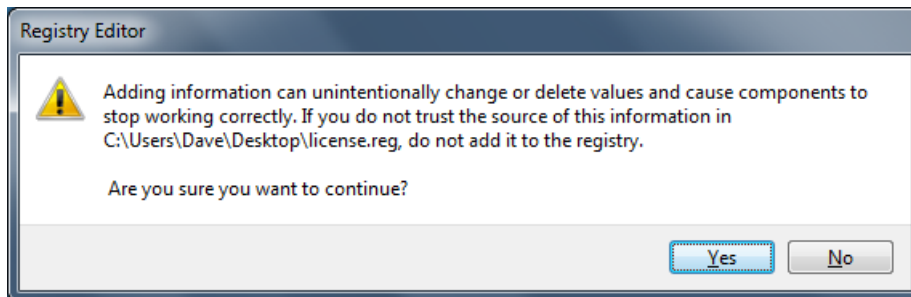 Registry Editor
Adding information can unintentionally change or delete values and cause components to
stop working correctly. If you do not trust the source of this information in
C:\Users\Dave\Desktop\license.reg, do not add it to the registry.
Are you sure you want to continue?
Yes No